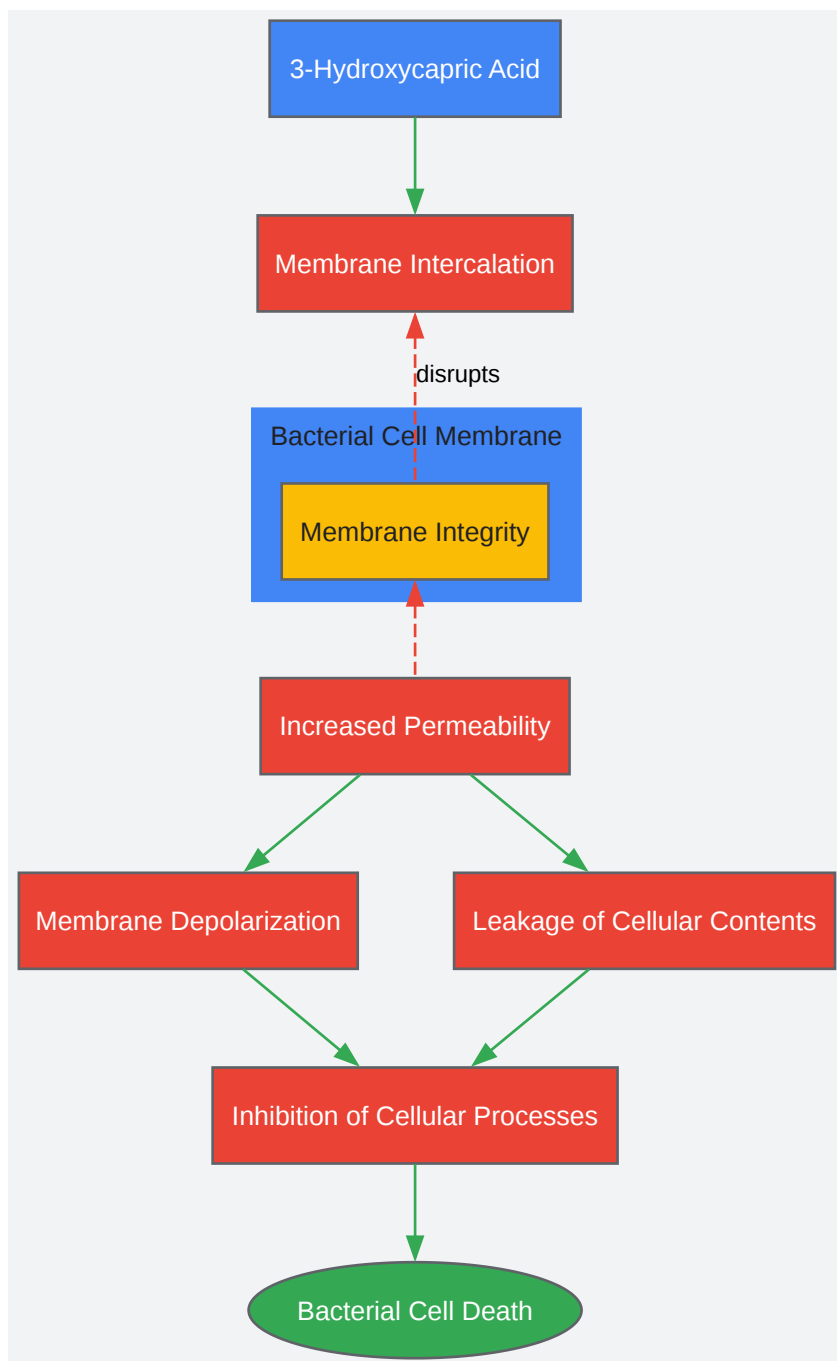 3-Hydroxycapric Acid
Membrane Intercalation
disrupts
Bacterial Cell Membrane
Membrane Integrity
Increased Permeability
Membrane Depolarization
Leakage of Cellular Contents
Inhibition of Cellular Processes
Bacterial Cell Death